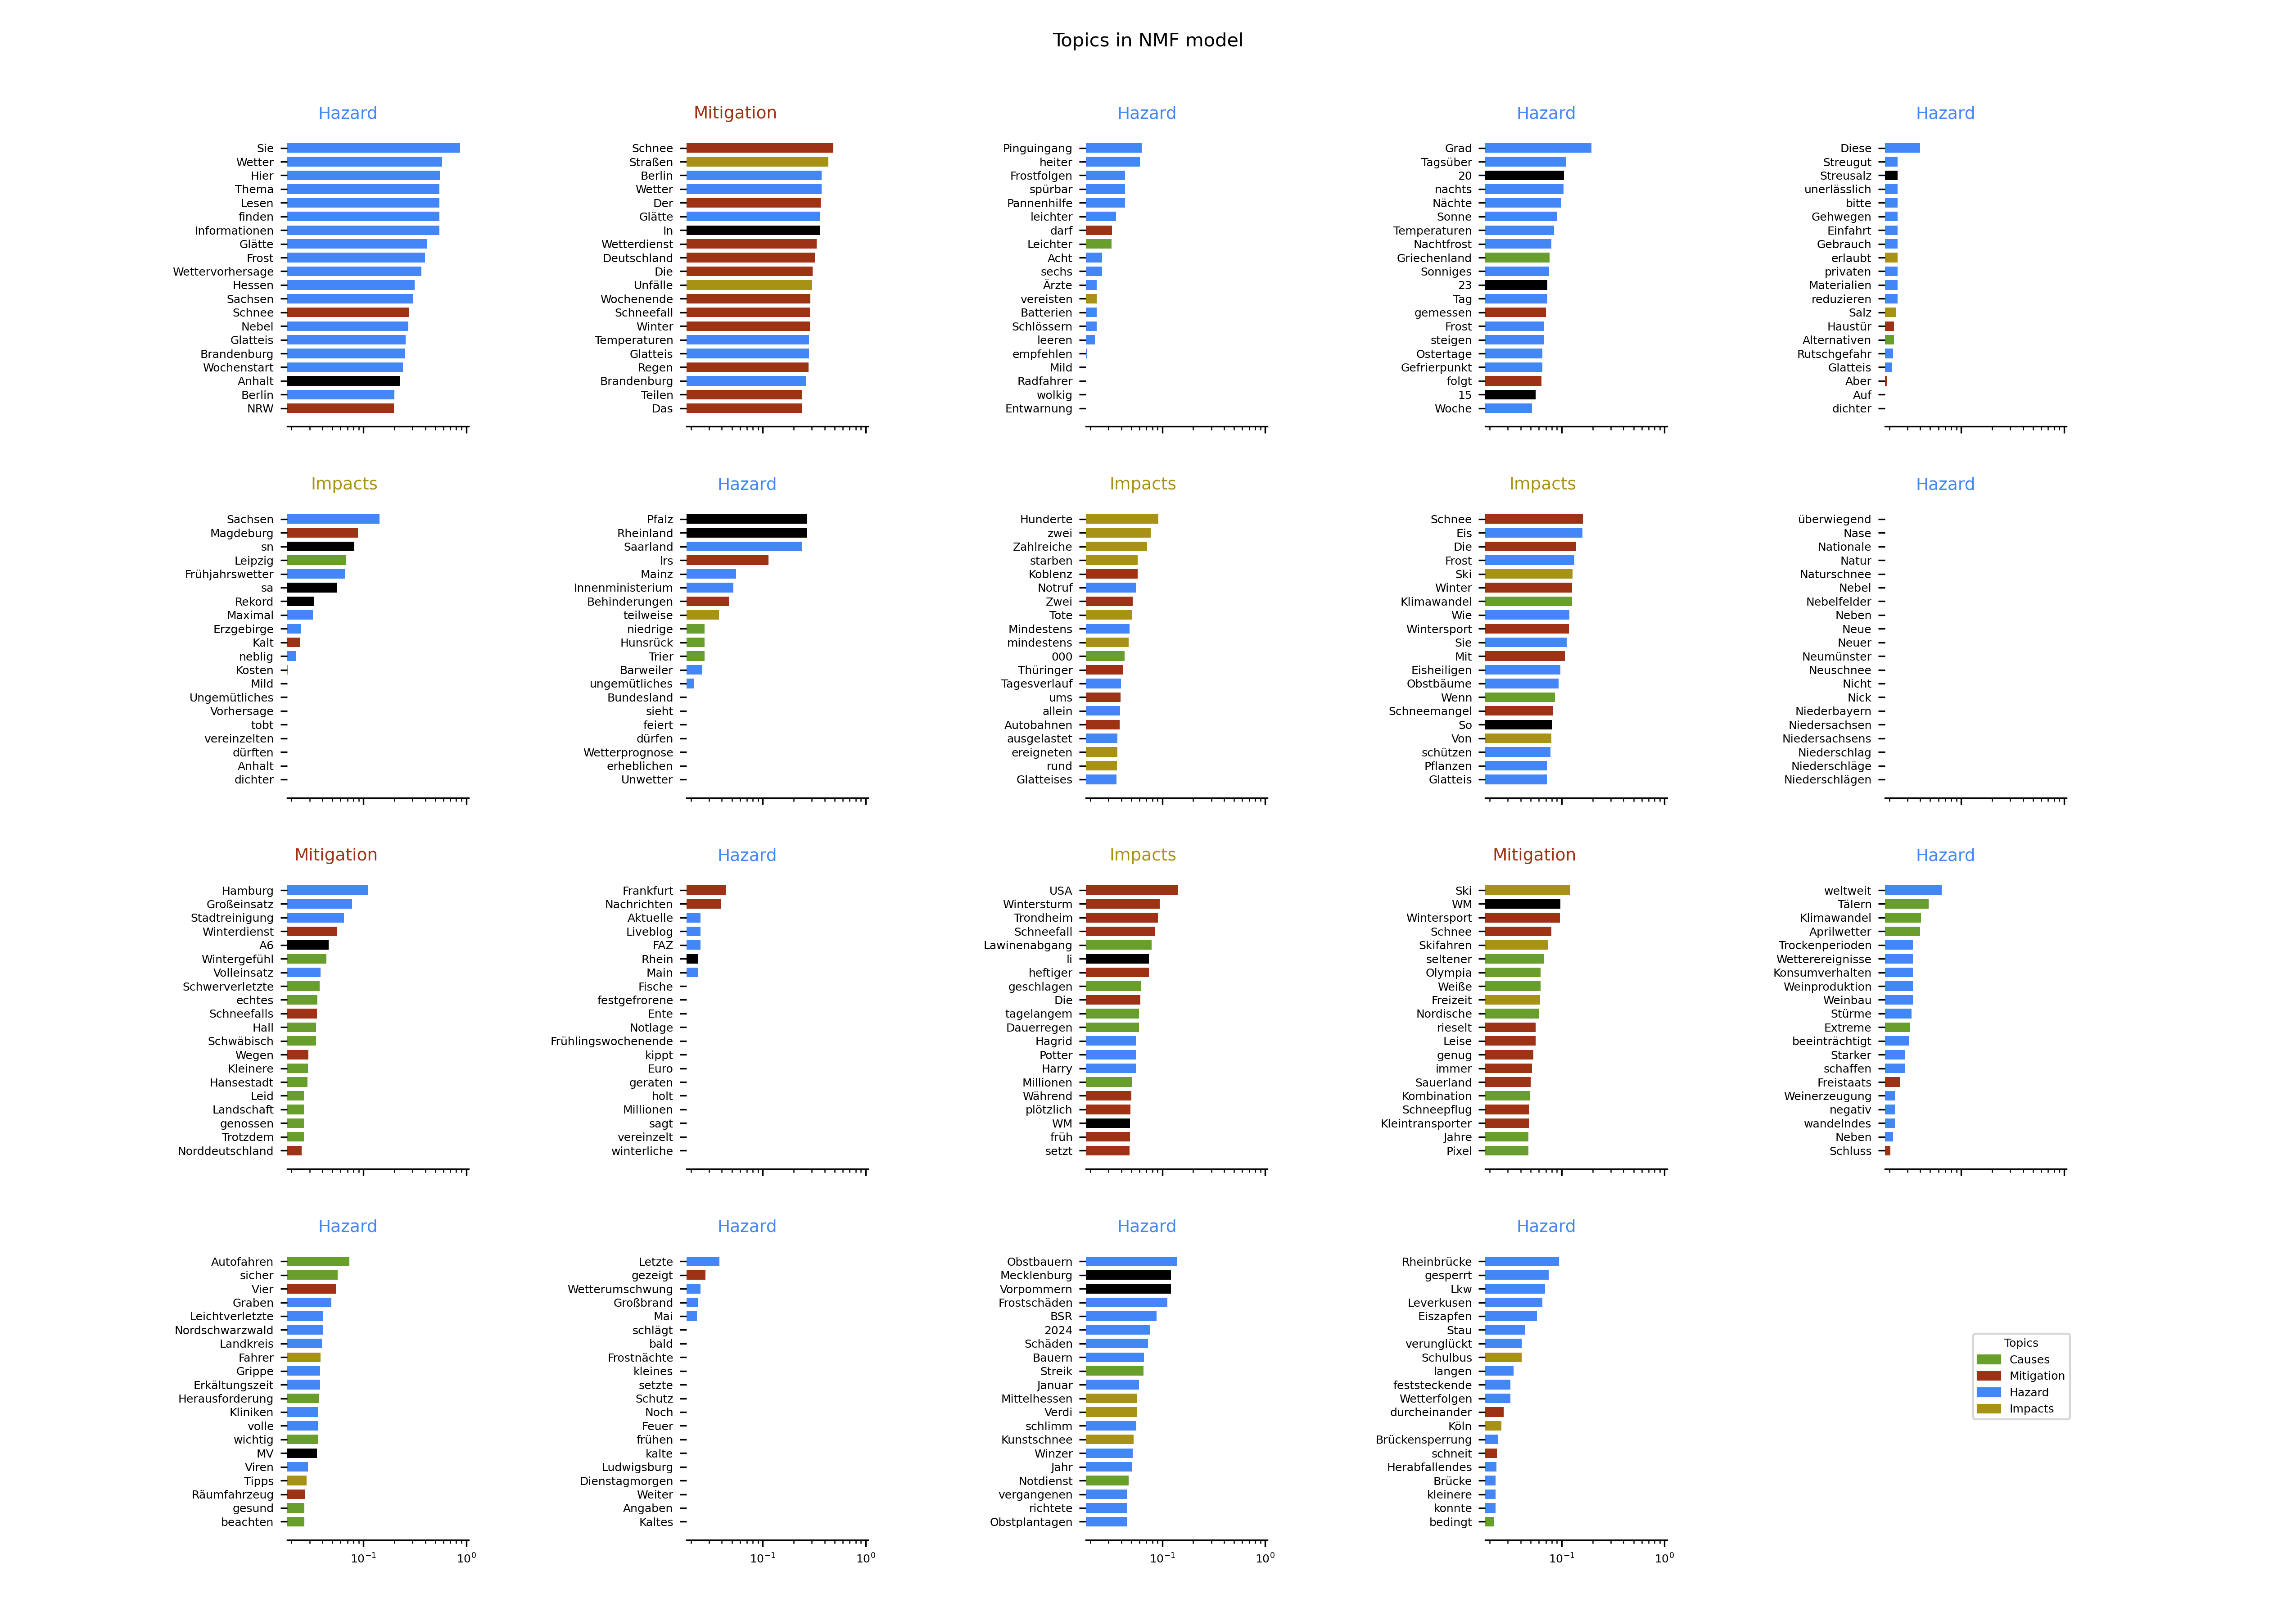 Topics in NMF model
Hazard
Sie
Wetter
Hier
Thema
Lesen
finden
Informationen
Glätte
Frost
Wettervorhersage
Hessen
Sachsen
Schnee
Nebel
Glatteis
Brandenburg
Wochenstart
Anhalt
Berlin
NRW
Mitigation
Schnee
Straßen
Berlin
Wetter
Der
Glätte
In
Wetterdienst
Deutschland
Die
Unfälle
Wochenende
Schneefall
Winter
Temperaturen
Glatteis
Regen
Brandenburg
Teilen
Das
Hazard
Pinguingang
heiter
Frostfolgen
spürbar
Pannenhilfe
leichter
darf
Leichter
Acht
sechs
Ärzte
vereisten
Batterien
Schlössern
leeren
empfehlen
Mild
Radfahrer
wolkig
Entwarnung
Hazard
Grad
Tagsüber
20
nachts
Nächte
Sonne
Temperaturen
Nachtfrost
Griechenland
Sonniges
23
Tag
gemessen
Frost
steigen
Ostertage
Gefrierpunkt
folgt
15
Woche
Hazard
Diese
Streugut
Streusalz
unerlässlich
bitte
Gehwegen
Einfahrt
Gebrauch
erlaubt
privaten
Materialien
reduzieren
Salz
Haustür
Alternativen
Rutschgefahr
Glatteis
Aber
Auf
dichter
Impacts
Sachsen
Magdeburg
sn
Leipzig
Frühjahrswetter
sa
Rekord
Maximal
Erzgebirge
Kalt
neblig
Kosten
Mild
Ungemütliches
Vorhersage
tobt
vereinzelten
dürften
Anhalt
dichter
Hazard
Pfalz
Rheinland
Saarland
lrs
Mainz
Innenministerium
Behinderungen
teilweise
niedrige
Hunsrück
Trier
Barweiler
ungemütliches
Bundesland
sieht
feiert
dürfen
Wetterprognose
erheblichen
Unwetter
Impacts
Hunderte
zwei
Zahlreiche
starben
Koblenz
Notruf
Zwei
Tote
Mindestens
mindestens
000
Thüringer
Tagesverlauf
ums
allein
Autobahnen
ausgelastet
ereigneten
rund
Glatteises
Impacts
Schnee
Eis
Die
Frost
Ski
Winter
Klimawandel
Wie
Wintersport
Sie
Mit
Eisheiligen
Obstbäume
Wenn
Schneemangel
So
Von
schützen
Pflanzen
Glatteis
Hazard
überwiegend
Nase
Nationale
Natur
Naturschnee
Nebel
Nebelfelder
Neben
Neue
Neuer
Neumünster
Neuschnee
Nicht
Nick
Niederbayern
Niedersachsen
Niedersachsens
Niederschlag
Niederschläge
Niederschlägen
Mitigation
Hamburg
Großeinsatz
Stadtreinigung
Winterdienst
A6
Wintergefühl
Volleinsatz
Schwerverletzte
echtes
Schneefalls
Hall
Schwäbisch
Wegen
Kleinere
Hansestadt
Leid
Landschaft
genossen
Trotzdem
Norddeutschland
Hazard
Frankfurt
Nachrichten
Aktuelle
Liveblog
FAZ
Rhein
Main
Fische
festgefrorene
Ente
Notlage
Frühlingswochenende
kippt
Euro
geraten
holt
Millionen
sagt
vereinzelt
winterliche
Impacts
USA
Wintersturm
Trondheim
Schneefall
Lawinenabgang
li
heftiger
geschlagen
Die
tagelangem
Dauerregen
Hagrid
Potter
Harry
Millionen
Während
plötzlich
WM
früh
setzt
Mitigation
Ski
WM
Wintersport
Schnee
Skifahren
seltener
Olympia
Weiße
Freizeit
Nordische
rieselt
Leise
genug
immer
Sauerland
Kombination
Schneepflug
Kleintransporter
Jahre
Pixel
Hazard
weltweit
Tälern
Klimawandel
Aprilwetter
Trockenperioden
Wetterereignisse
Konsumverhalten
Weinproduktion
Weinbau
Stürme
Extreme
beeinträchtigt
Starker
schaffen
Freistaats
Weinerzeugung
negativ
wandelndes
Neben
Schluss
Hazard
Autofahren
sicher
Vier
Graben
Leichtverletzte
Nordschwarzwald
Landkreis
Fahrer
Grippe
Erkältungszeit
Herausforderung
Kliniken
volle
wichtig
MV
Viren
Tipps
Räumfahrzeug
gesund
beachten
10⁻¹
10⁰
Hazard
Letzte
gezeigt
Wetterumschwung
Großbrand
Mai
schlägt
bald
Frostnächte
kleines
setzte
Schutz
Noch
Feuer
frühen
kalte
Ludwigsburg
Dienstagmorgen
Weiter
Angaben
Kaltes
10⁻¹
10⁰
Hazard
Obstbauern
Mecklenburg
Vorpommern
Frostschäden
BSR
2024
Schäden
Bauern
Streik
Januar
Mittelhessen
Verdi
schlimm
Kunstschnee
Winzer
Jahr
Notdienst
vergangenen
richtete
Obstplantagen
10⁻¹
10⁰
Hazard
Rheinbrücke
gesperrt
Lkw
Leverkusen
Eiszapfen
Stau
verunglückt
Schulbus
langen
feststeckende
Wetterfolgen
durcheinander
Köln
Brückensperrung
schneit
Herabfallendes
Brücke
kleinere
konnte
bedingt
10⁻¹
10⁰
Topics
Causes
Mitigation
Hazard
Impacts